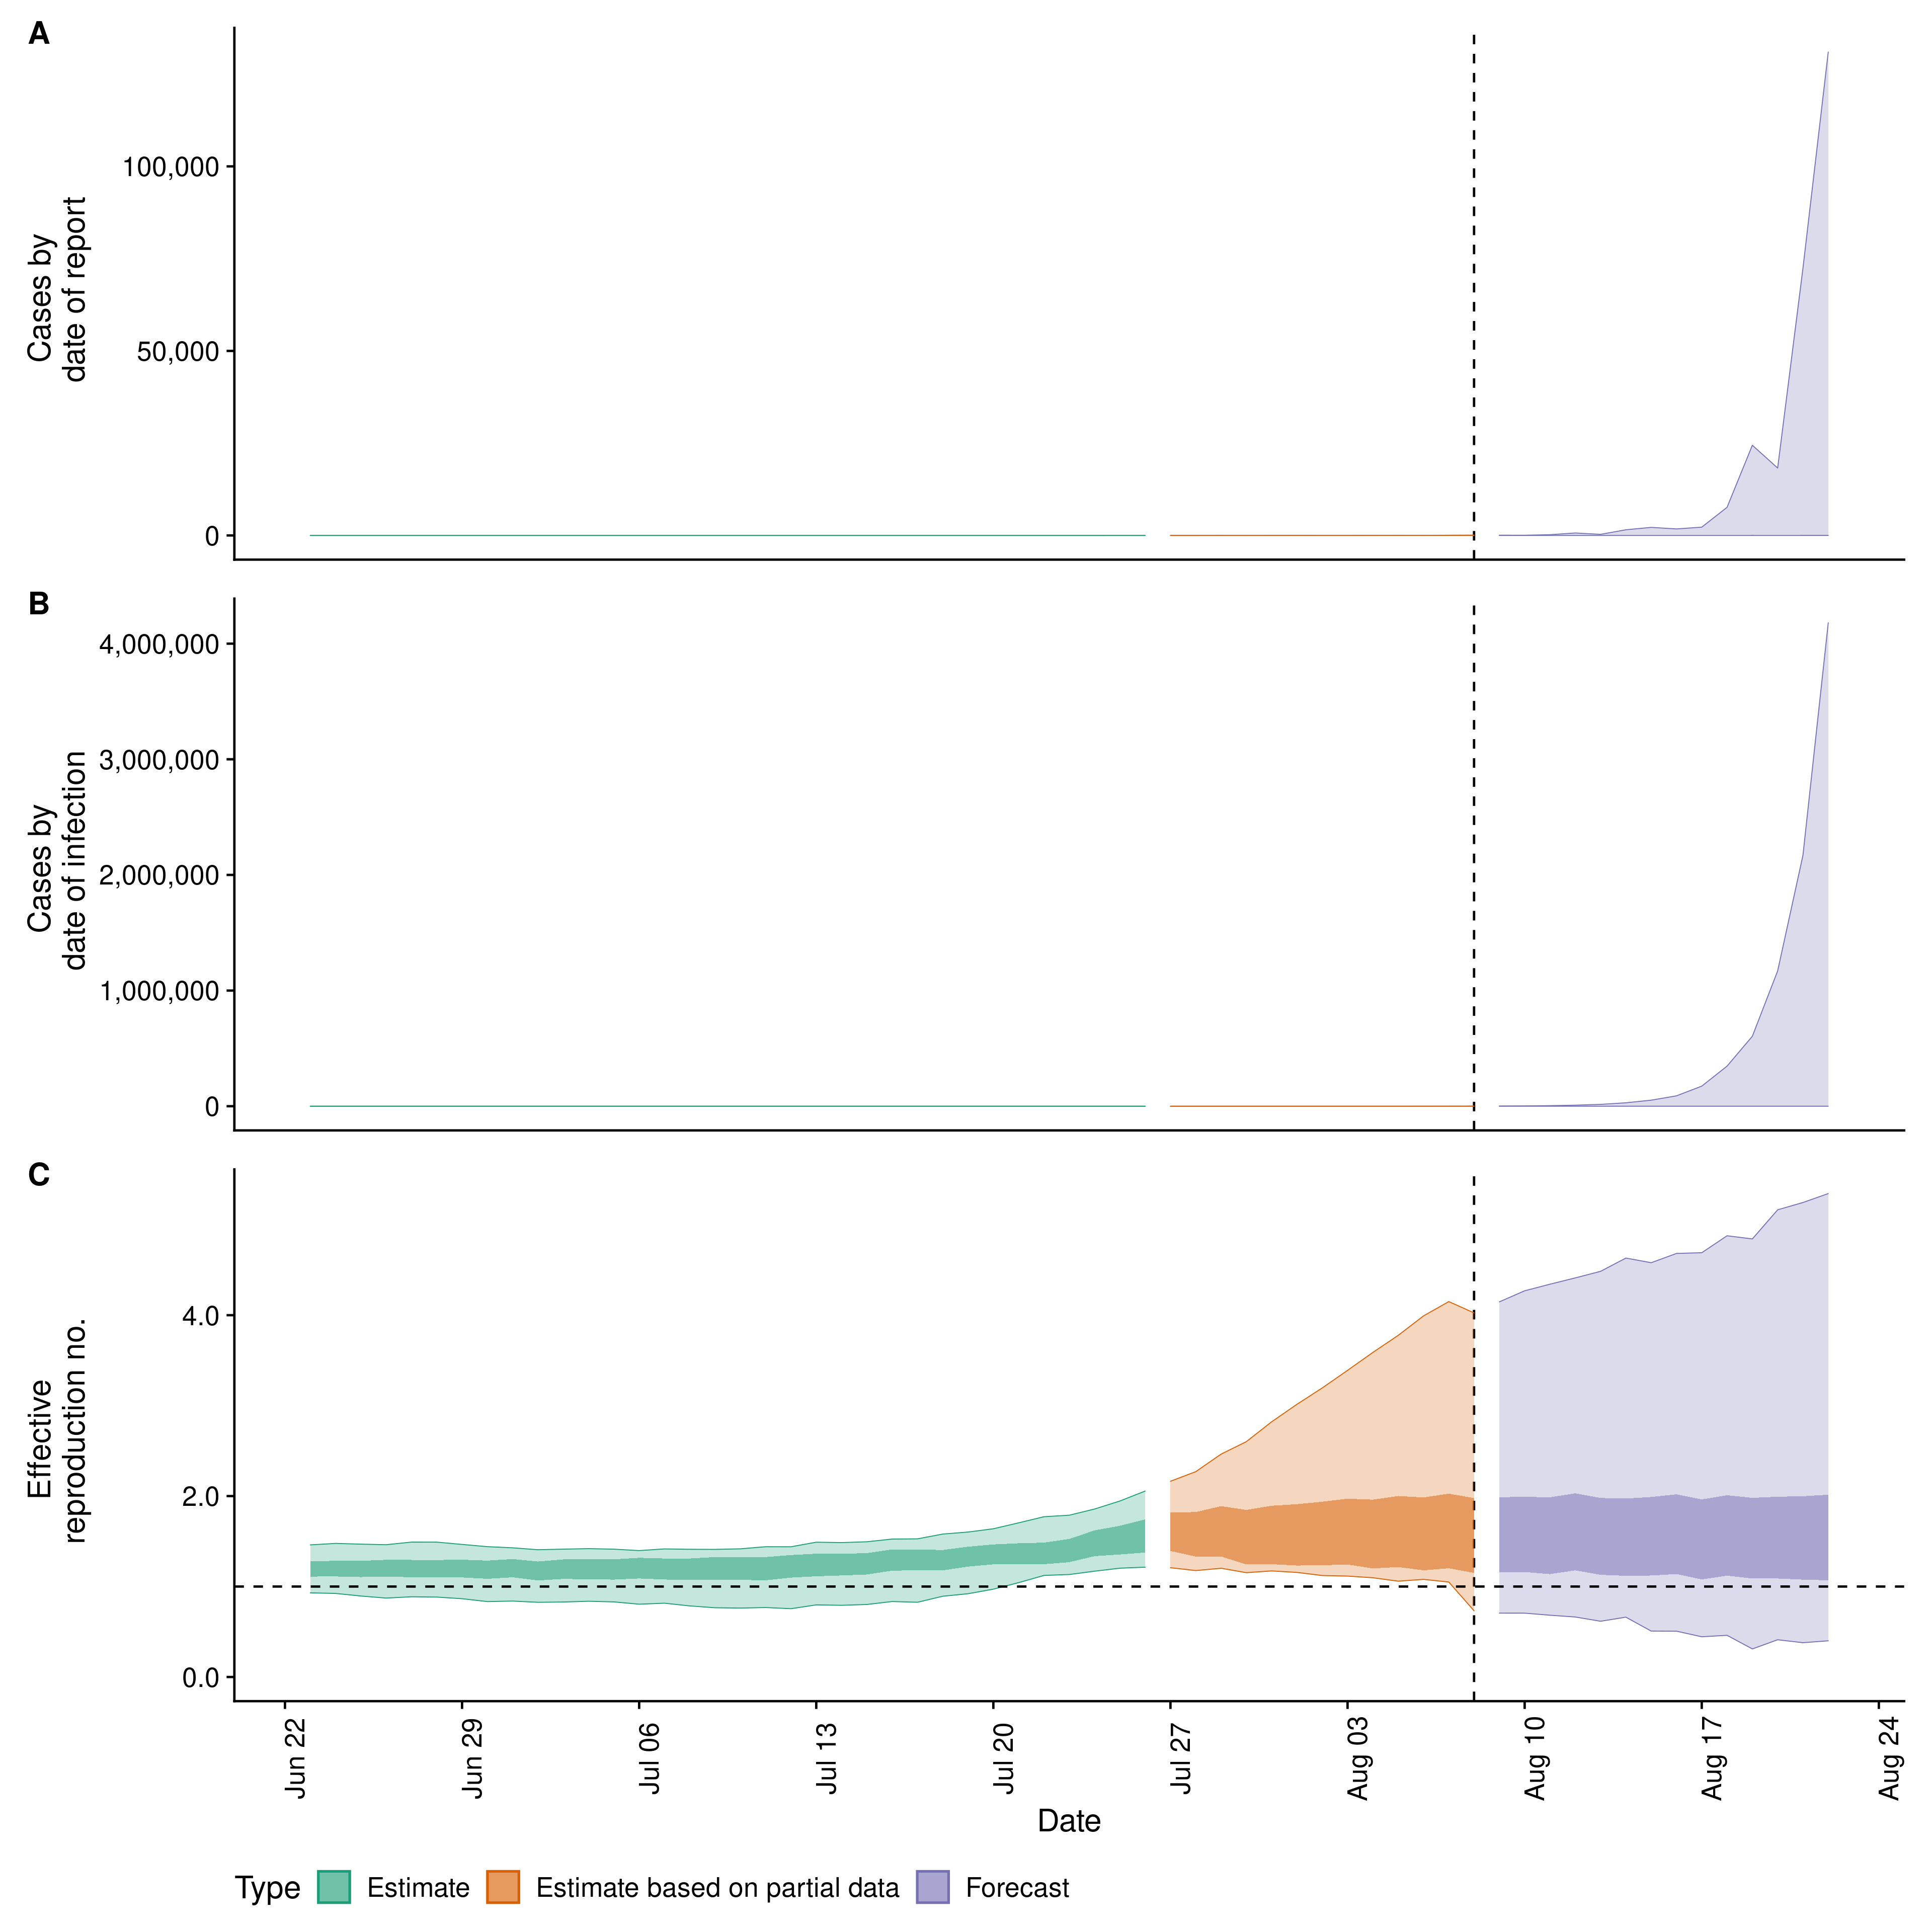 A
Cases by
date of report
100,000
50,000
0
B
Cases by
date of infection
4,000,000
3,000,000
2,000,000
1,000,000
0
C
Effective
reproduction no.
4.0
2.0
0.0
Jun 22
Jun 29
Jul 06
Jul 13
Jul 20
Jul 27
Aug 03
Aug 10
Aug 17
Aug 24
Date
Type Estimate Estimate based on partial data Forecast